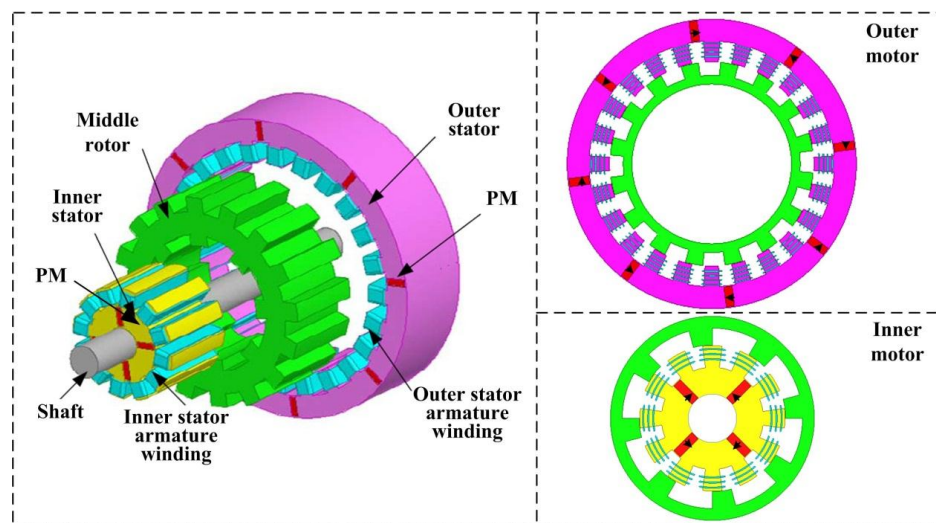 Middle
rotor
Inner
stator
PM
Shaft
Inner stator
armature
winding
Outer
stator
PM
Outer stator
armature
winding
Outer
motor
Inner
motor